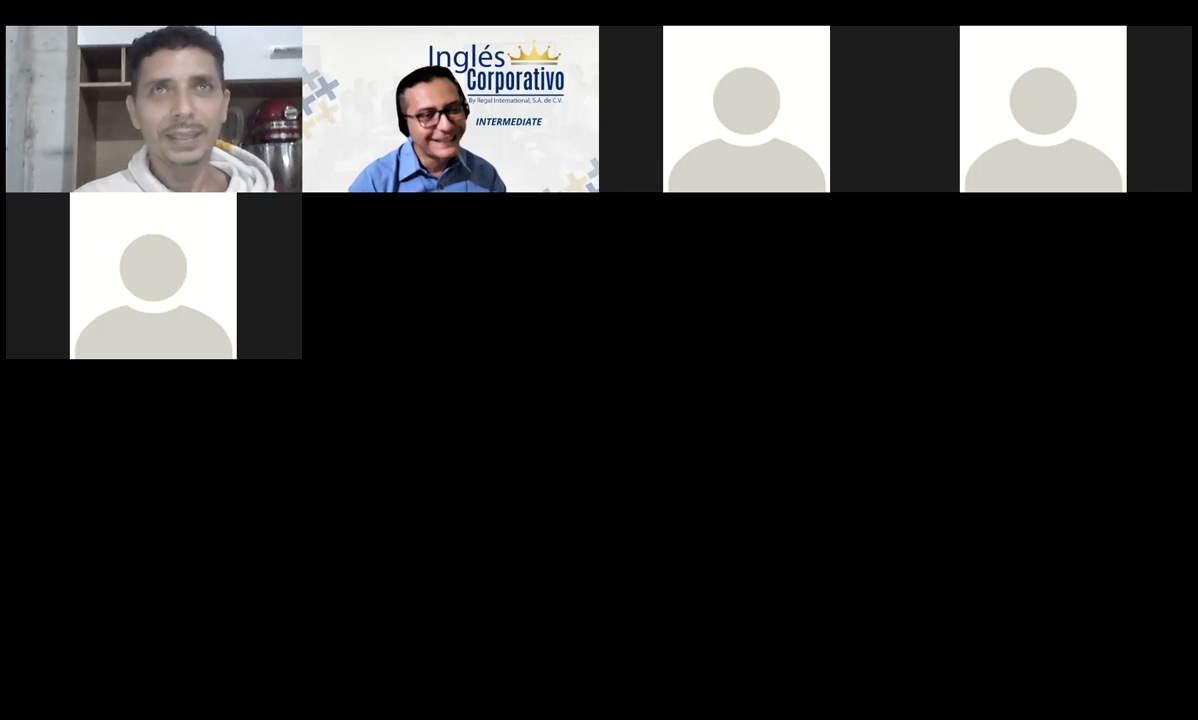 Inglés
Corporativo
By Regal International, S.A. de C.V.
INTERMEDIATE